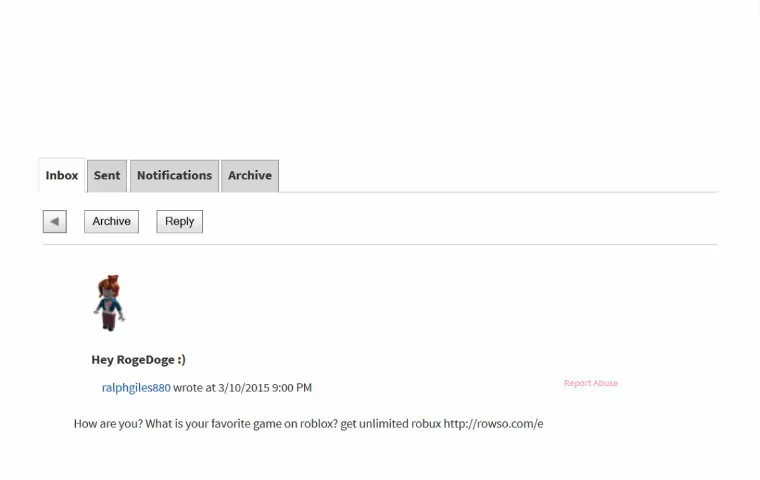 Inbox Sent Notifications Archive
Archive Reply
Hey RogeDoge :)
ralphgiles880 wrote at 3/10/2015 9:00 PM Report Abuse
How are you? What is your favorite game on roblox? get unlimited robux http://rowso.com/e